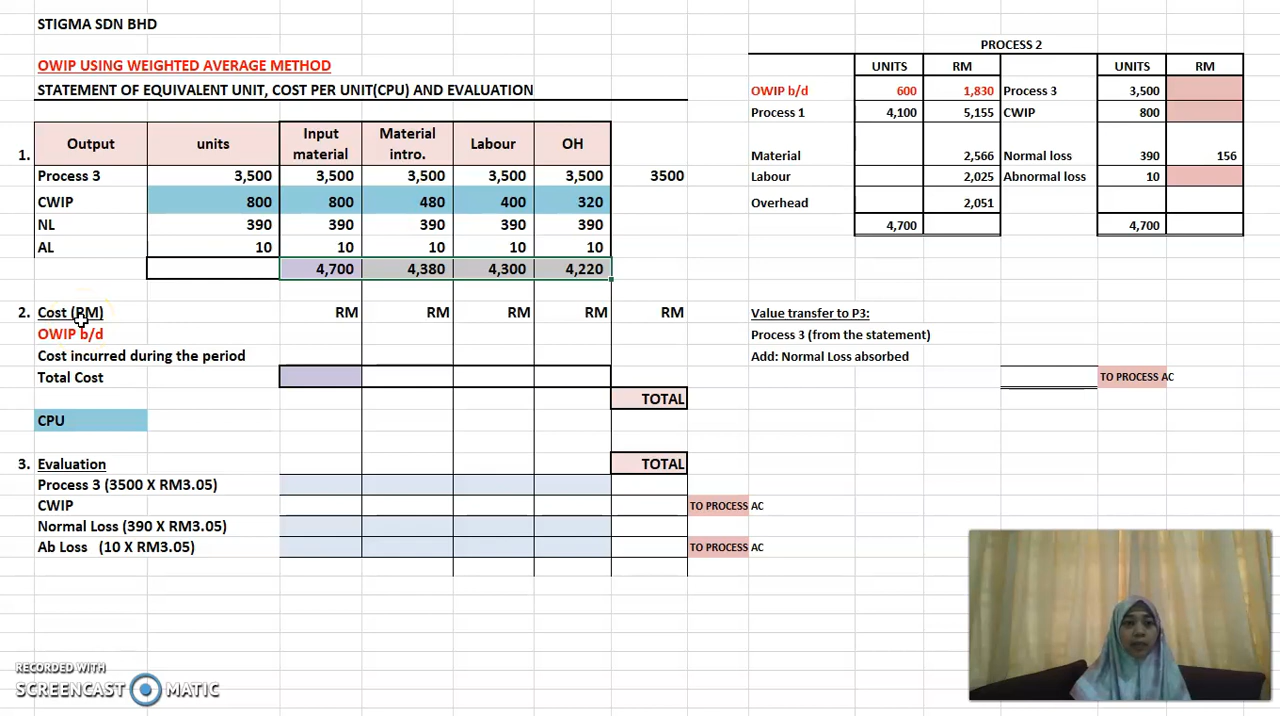 STIGMA SDN BHD
OWIP USING WEIGHTED AVERAGE METHOD
STATEMENT OF EQUIVALENT UNIT, COST PER UNIT(CPU) AND EVALUATION
1. Output units Input material Material intro. Labour OH
Process 3 3,500 3,500 3,500 3,500 3,500 3500
CWIP 800 800 480 400 320
NL 390 390 390 390 390
AL 10 10 10 10 10
4,700 4,380 4,300 4,220
2. Cost (RM) RM RM RM RM RM
OWIP b/d
Cost incurred during the period
Total Cost
TOTAL
CPU
3. Evaluation TOTAL
Process 3 (3500 X RM3.05)
CWIP TO PROCESS AC
Normal Loss (390 X RM3.05)
Ab Loss (10 X RM3.05) TO PROCESS AC
PROCESS 2
UNITS RM UNITS RM
OWIP b/d 600 1,830 Process 3 3,500
Process 1 4,100 5,155 CWIP 800
Material 2,566 Normal loss 390 156
Labour 2,025 Abnormal loss 10
Overhead 2,051
4,700 4,700
Value transfer to P3:
Process 3 (from the statement)
Add: Normal Loss absorbed
TO PROCESS AC
RECORDED WITH
SCREENCAST MATIC